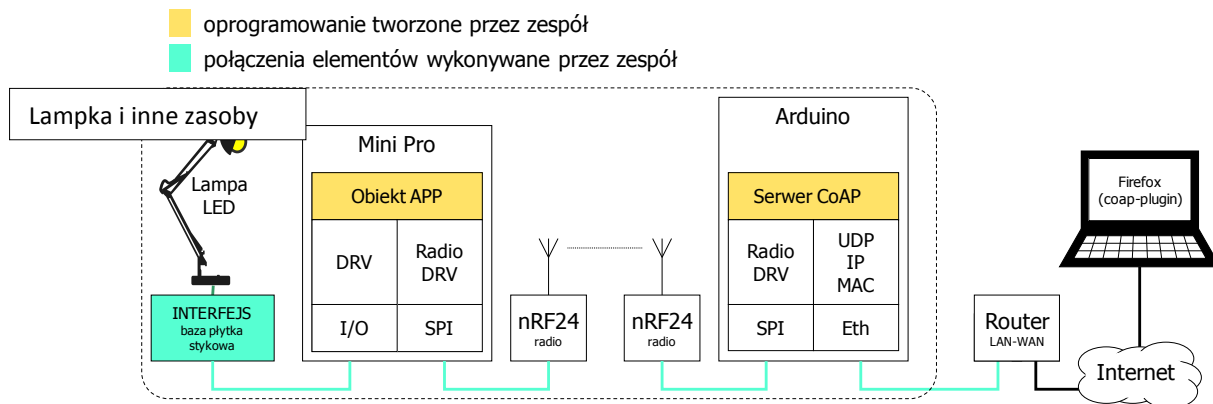 oprogramowanie tworzone przez zespół
połączenia elementów wykonywane przez zespół
Lampka i inne zasoby
Lampa
LED
INTERFEJS
baza płytka
stykowa
Mini Pro
Obiekt APP
DRV
Radio
DRV
I/O
SPI
nRF24
radio
nRF24
radio
Arduino
Serwer CoAP
Radio
DRV
UDP
IP
MAC
SPI
Eth
Router
LAN-WAN
Firefox
(coap-plugin)
Internet